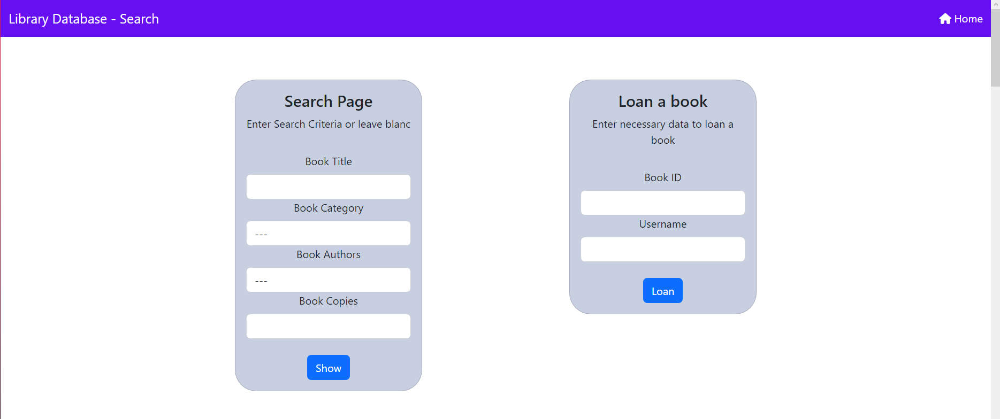 Library Database - Search
Home
Search Page
Enter Search Criteria or leave blanc
Book Title
Book Category
---
Book Authors
---
Book Copies
Show
Loan a book
Enter necessary data to loan a
book
Book ID
Username
Loan